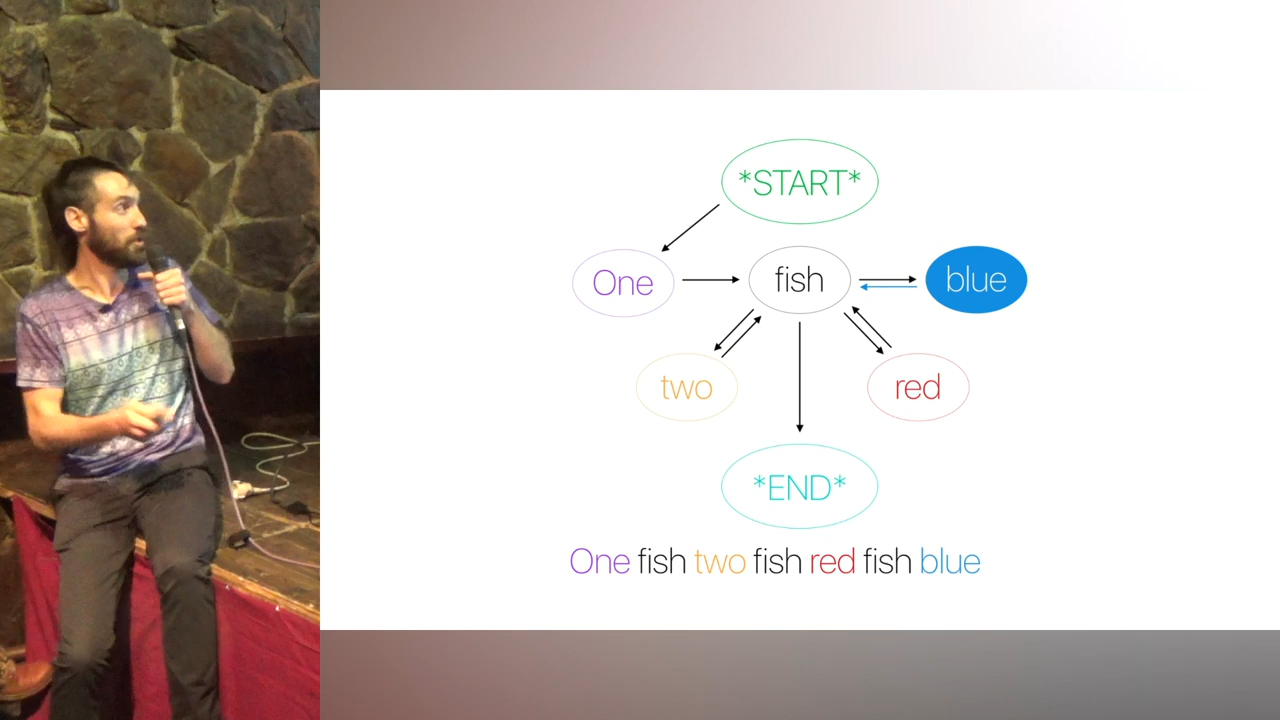 *START*
One fish blue
two red
*END*
One fish two fish red fish blue